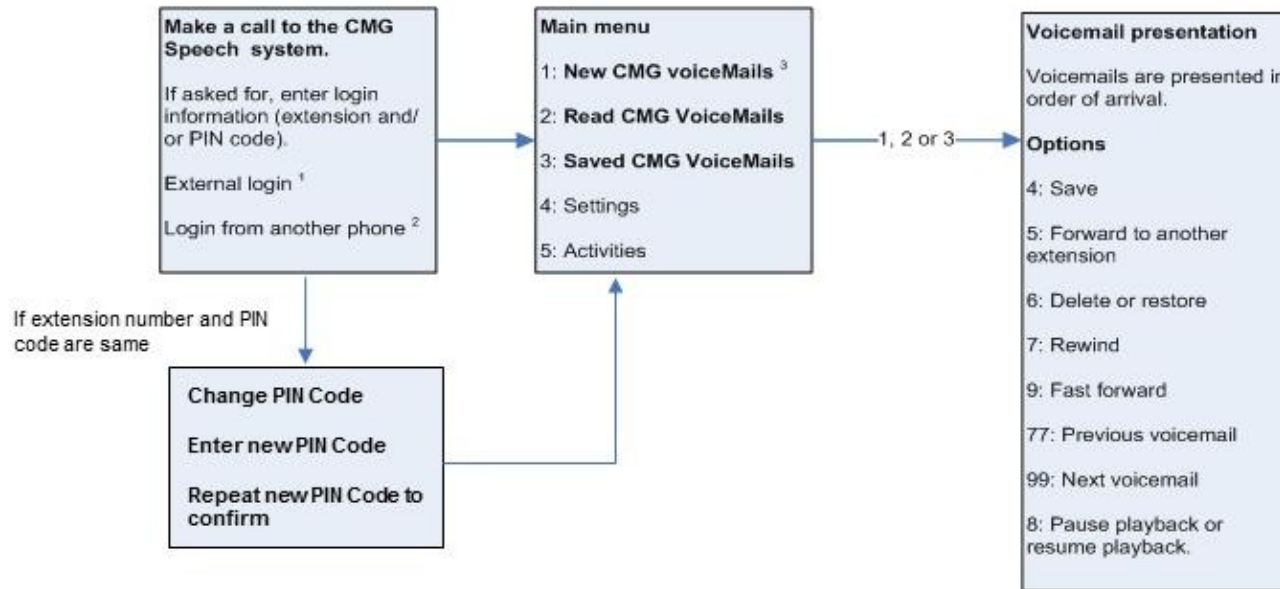 Make a call to the CMG
Speech system.
If asked for, enter login
information (extension and/
or PIN code).
External login ¹
Login from another phone ²
If extension number and PIN
code are same
Change PIN Code
Enter new PIN Code
Repeat new PIN Code to
confirm
Main menu
1: New CMG voiceMails ³
2: Read CMG VoiceMails
3: Saved CMG VoiceMails
4: Settings
5: Activities
1, 2 or 3
Voicemail presentation
Voicemails are presented in
order of arrival.
Options
4: Save
5: Forward to another
extension
6: Delete or restore
7: Rewind
9: Fast forward
77: Previous voicemail
99: Next voicemail
8: Pause playback or
resume playback.